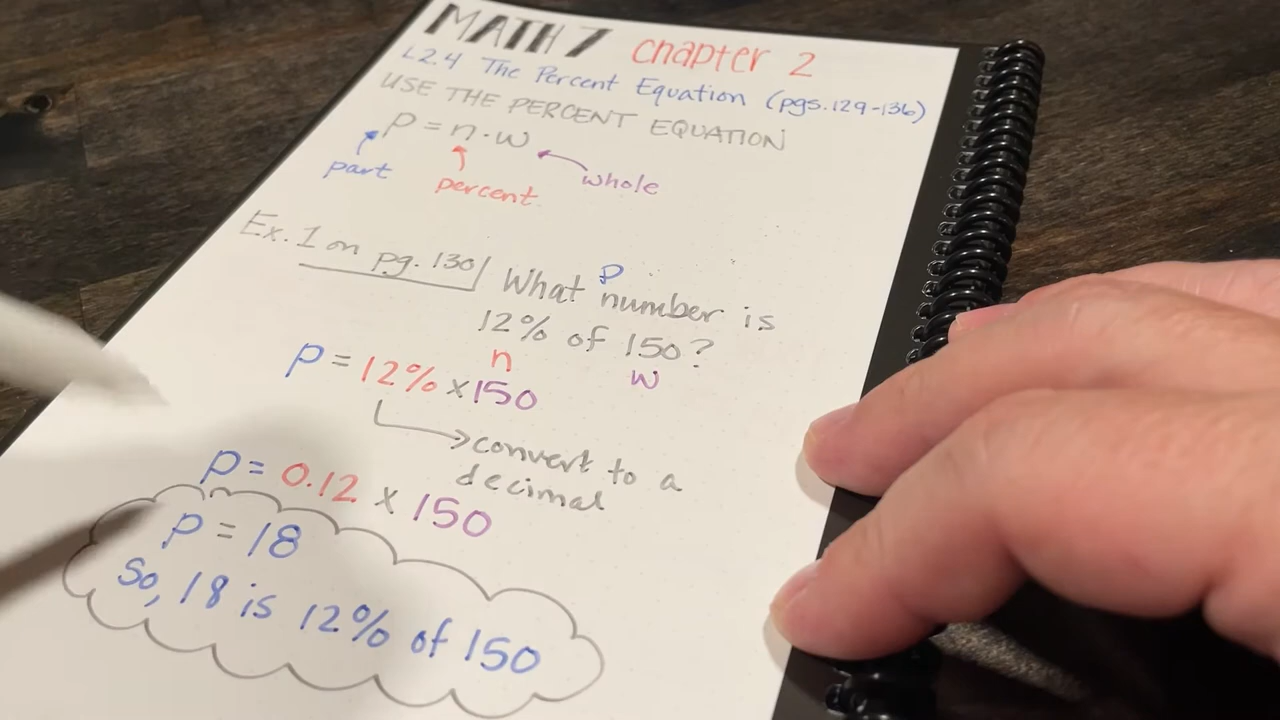 MATH 7 chapter 2
L2.4 The Percent Equation (pgs.129-136)
USE THE PERCENT EQUATION
p = n · w
part
percent
whole
Ex. 1 on pg. 130
What number is
p
12% of 150?
n
w
p = 12% x 150
convert to a
decimal
p = 0.12 x 150
p = 18
So, 18 is 12% of 150